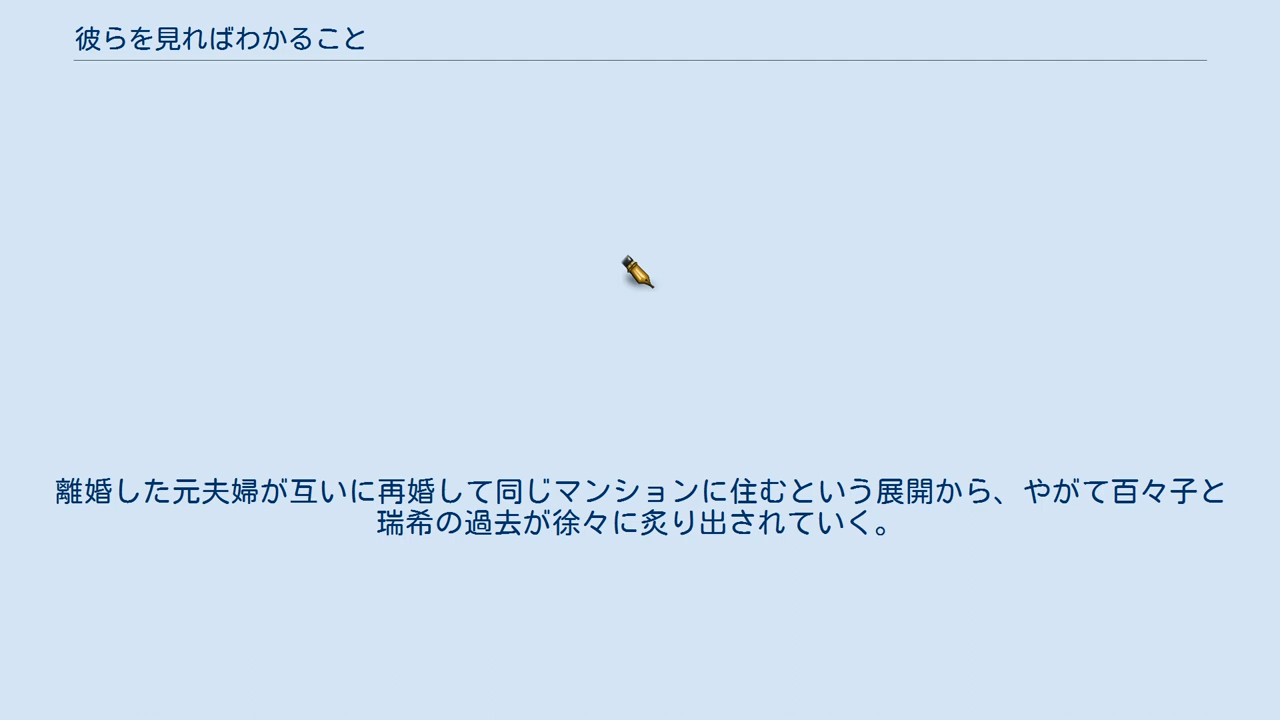 彼らを見ればわかること
離婚した元夫婦が互いに再婚して同じマンションに住むという展開から、やがて百々子と
瑞希の過去が徐々に炙り出されていく。